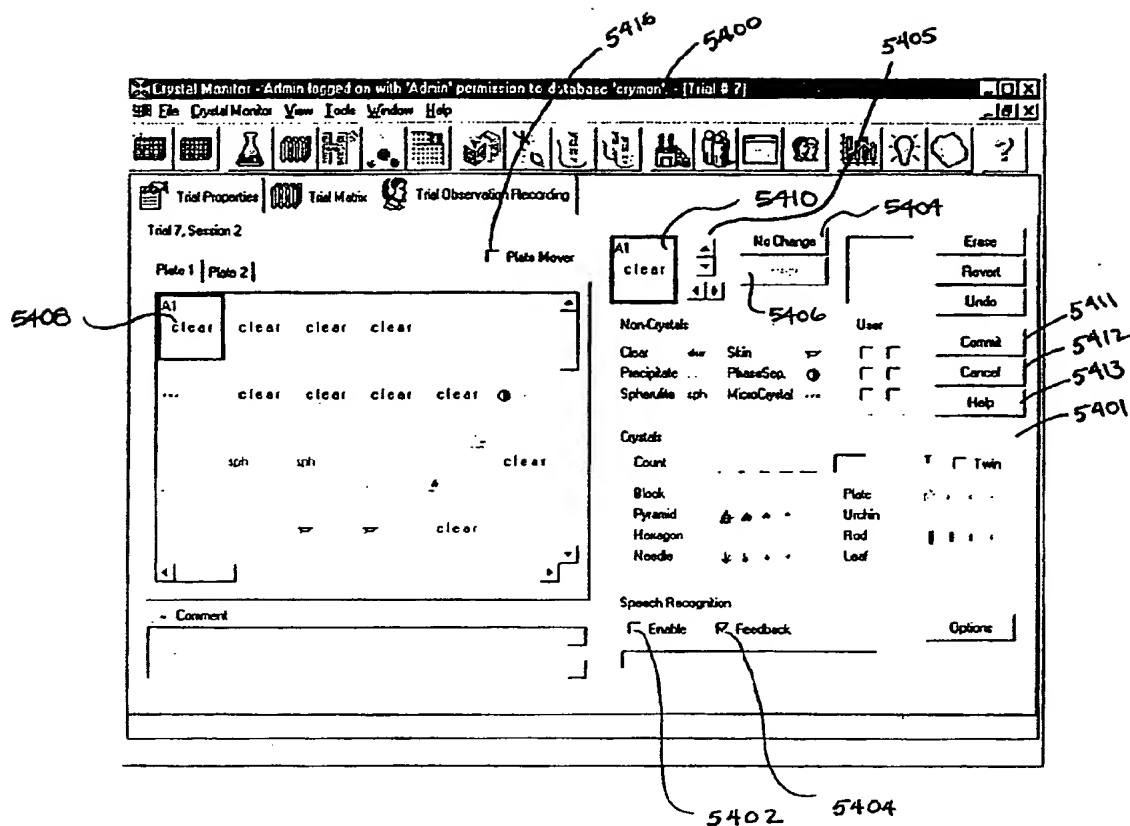 5416
5400
5405
Crystal Monitor - 'Admin logged on with 'Admin' permission to database 'crymon'. - [Trial # 7]
File Crystal Monitor View Tools Window Help
Trial Properties Trial Matrix Trial Observation Recording
5410
5404
Trial 7, Session 2
Plate Mover
A1
clear
No Change
Erase
Plate 1 Plate 2
Revert
5406
Undo
5408
A1
clear clear clear clear
Non-Crystals User
5411
Commit
Clear clear Skin
5412
Precipitate PhaseSep.
Cancel
5413
clear clear clear clear
Spherulite sph MicroCrystal
Help
5401
Crystals
sph sph clear
Count Twin
Block Plate
Pyramid Urchin
clear
Hexagon Rod
Needle Leaf
Speech Recognition
Comment
Enable Feedback Options
5402
5404